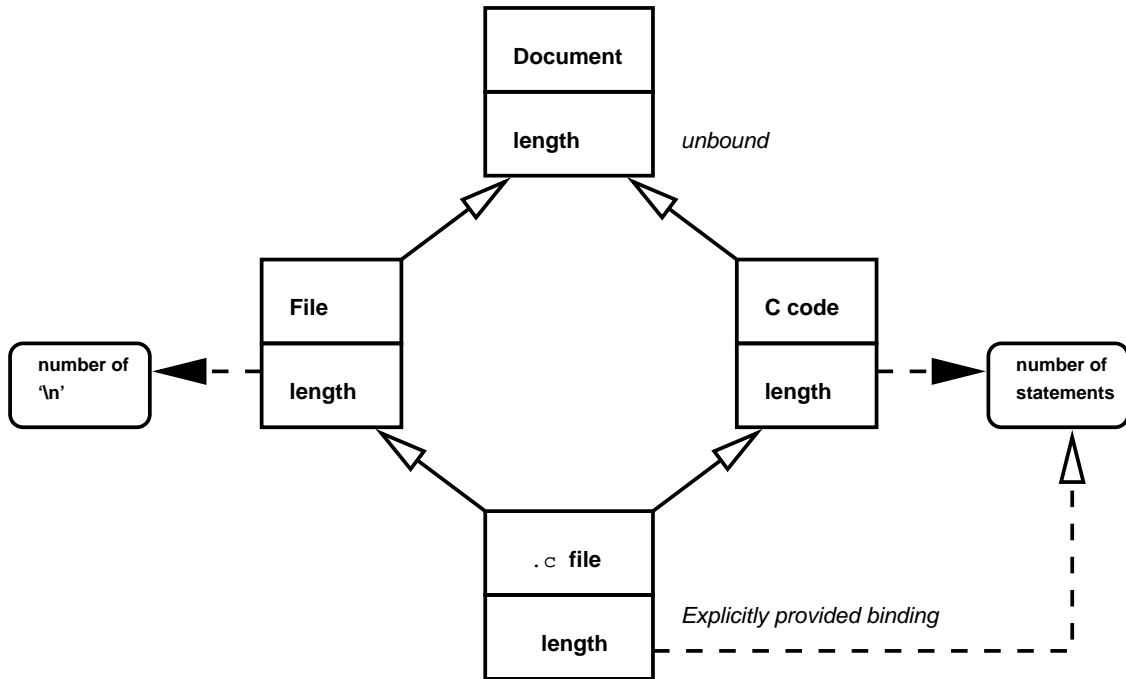 Document
length
unbound
File
C code
number of
‘\n’
length
length
number of
statements
.c file
Explicitly provided binding
length